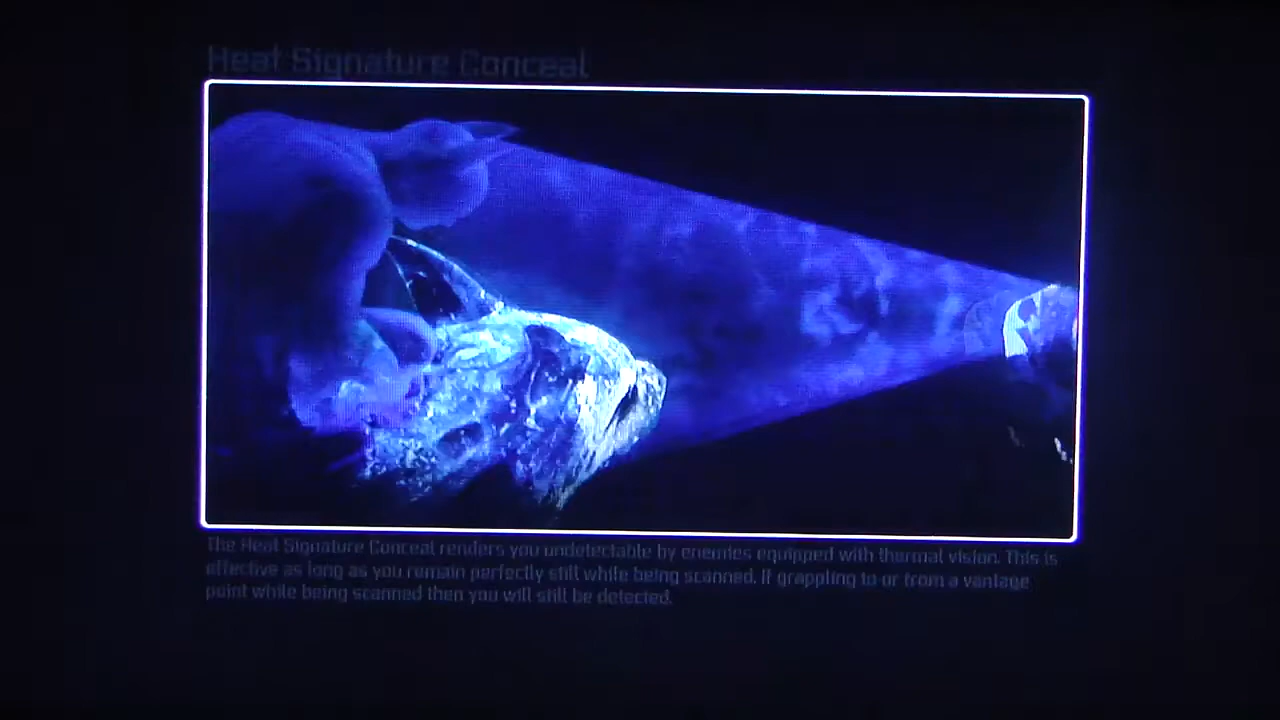 Heat Signature Conceal
The Heat Signature Conceal renders you undetectable by enemies equipped with thermal vision. This is
effective as long as you remain perfectly still while being scanned. If grappling to or from a vantage
point while being scanned then you will still be detected.